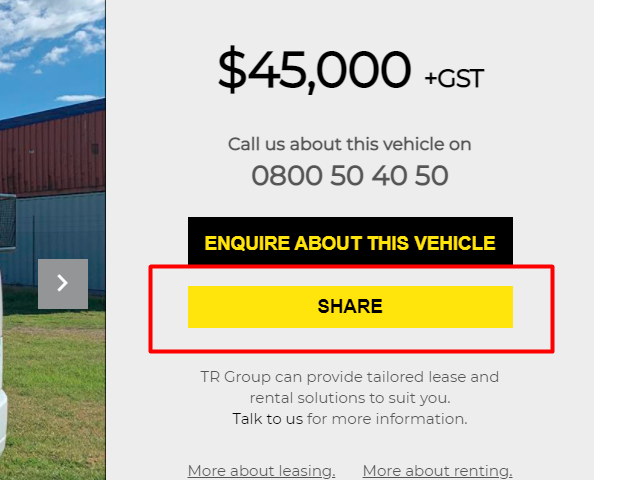 $45,000 +GST
Call us about this vehicle on
0800 50 40 50
ENQUIRE ABOUT THIS VEHICLE
SHARE
TR Group can provide tailored lease and
rental solutions to suit you.
Talk to us for more information.
More about leasing. More about renting.